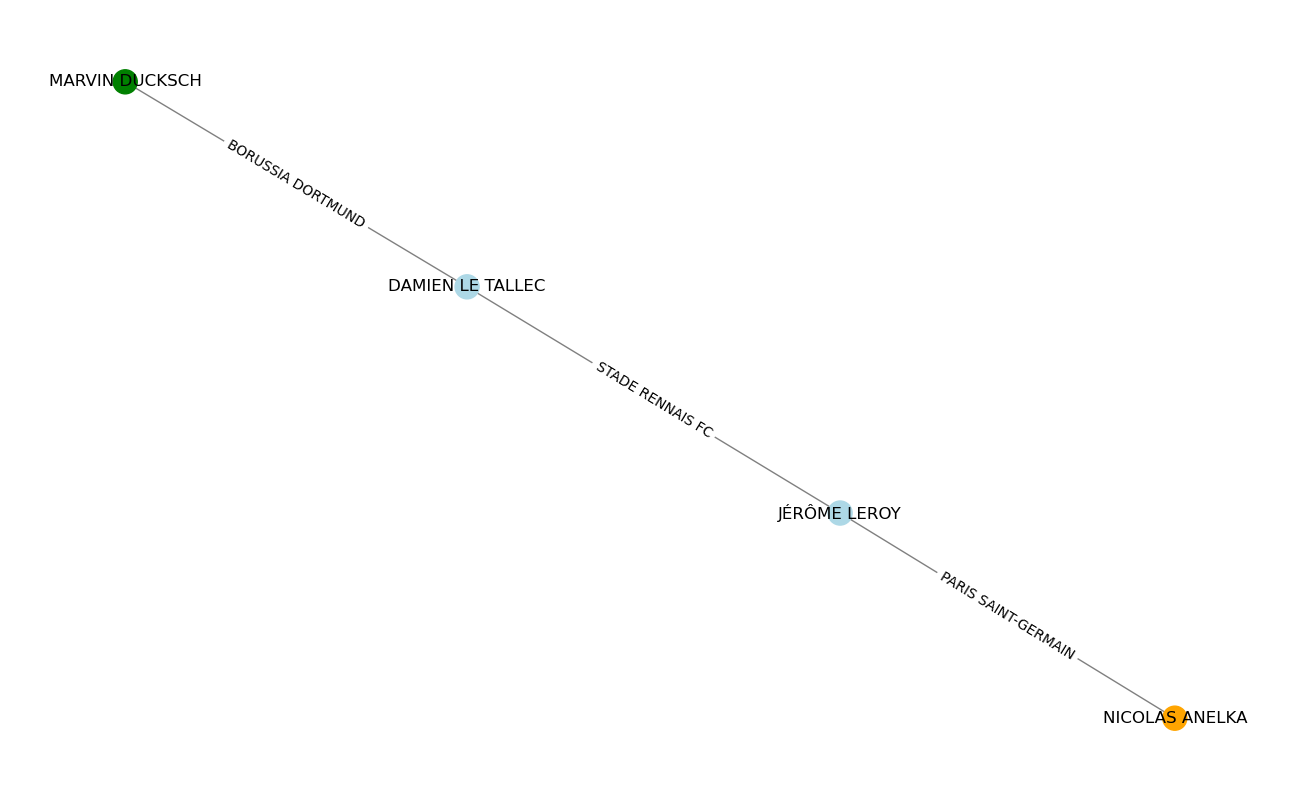 MARVIN DUCKSCH
BORUSSIA DORTMUND
DAMIEN LE TALLEC
STADE RENNAIS FC
JÉRÔME LEROY
PARIS SAINT-GERMAIN
NICOLAS ANELKA